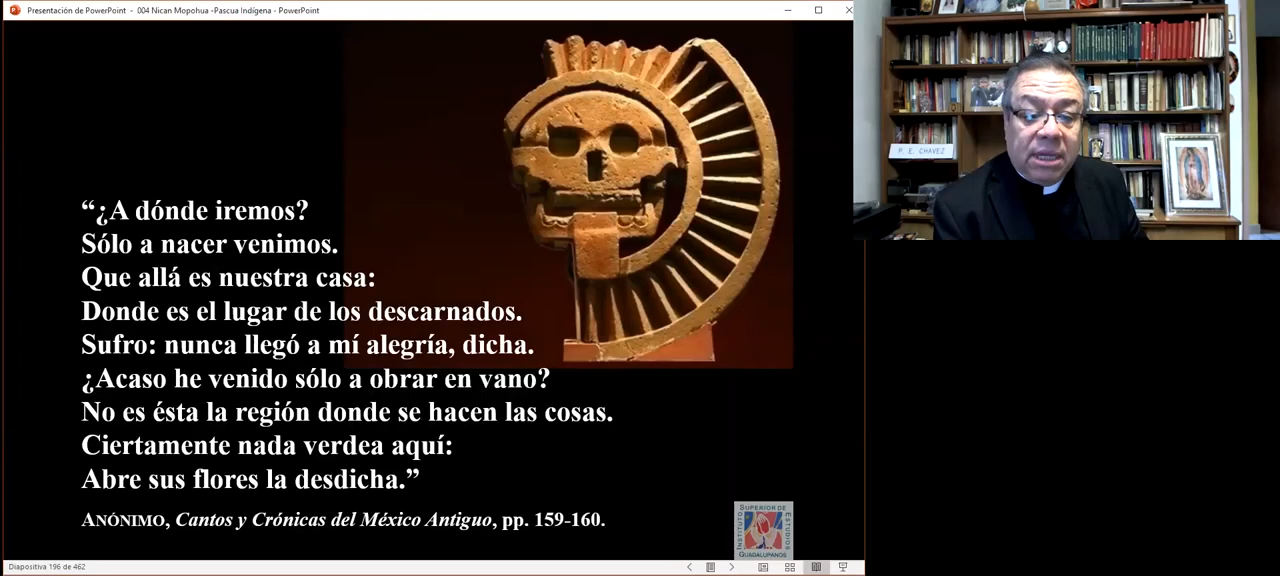 Presentación de PowerPoint - 004 Nican Mopohua -Pascua Indígena - PowerPoint
P. E. CHÁVEZ
“¿A dónde iremos?
Sólo a nacer venimos.
Que allá es nuestra casa:
Donde es el lugar de los descarnados.
Sufro: nunca llegó a mí alegría, dicha.
¿Acaso he venido sólo a obrar en vano?
No es ésta la región donde se hacen las cosas.
Ciertamente nada verdea aquí:
Abre sus flores la desdicha.”
ANÓNIMO, Cantos y Crónicas del México Antiguo, pp. 159-160.
INSTITUTO SUPERIOR DE ESTUDIOS GUADALUPANOS
Diapositiva 196 de 462